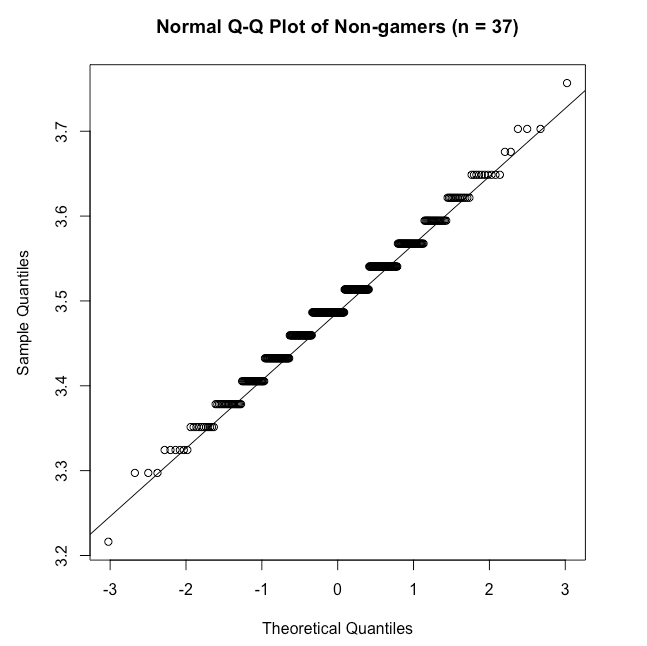 Normal Q-Q Plot of Non-gamers (n = 37)
Sample Quantiles
3.7
3.6
3.5
3.4
3.3
3.2
-3 -2 -1 0 1 2 3
Theoretical Quantiles